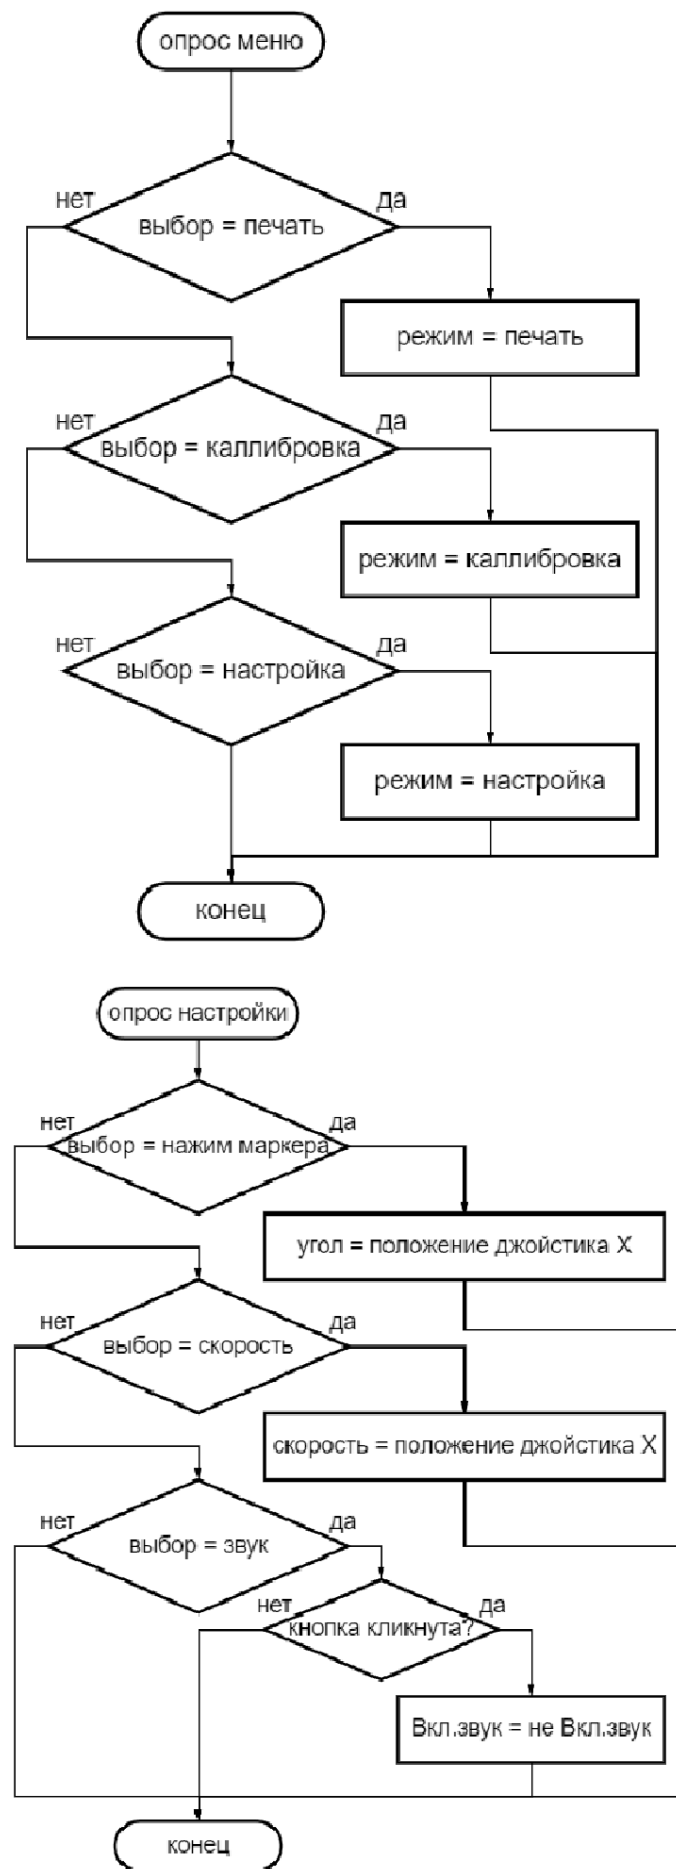 опрос меню
нет
да
выбор = печать
режим = печать
нет
да
выбор = каллибровка
режим = каллибровка
нет
да
выбор = настройка
режим = настройка
конец
опрос настройки
нет
да
выбор = нажим маркера
угол = положение джойстика X
нет
да
выбор = скорость
скорость = положение джойстика X
нет
да
выбор = звук
нет
да
кнопка кликнута?
Вкл.звук = не Вкл.звук
конец